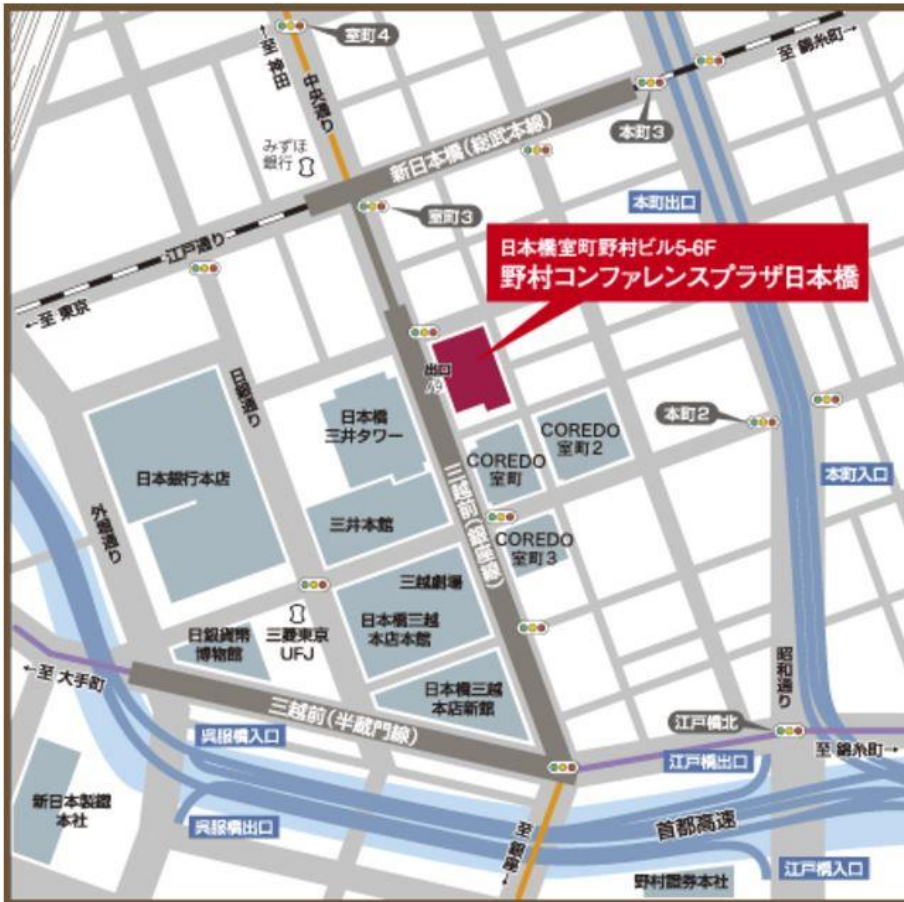 室町4
←至 神田
中央通り
至 錦糸町→
本町3
みずほ
銀行
新日本橋(総武本線)
本町出口
室町3
日本橋室町野村ビル5-6F
野村コンファレンスプラザ日本橋
江戸通り
←至 東京
出口
A9
日銀通り
日本橋
三井タワー
COREDO
室町2
本町2
COREDO
室町
日本銀行本店
本町入口
三越前(銀座線)
外堀通り
三井本館
COREDO
室町3
三越劇場
日本橋三越
本店本館
日銀貨幣
博物館
三菱東京
UFJ
←至 大手町
昭和通り
日本橋三越
本店新館
三越前(半蔵門線)
江戸橋北
呉服橋入口
江戸橋出口
至 錦糸町→
新日本製鐵
本社
呉服橋出口
至 銀座→
首都高速
江戸橋入口
野村證券本社